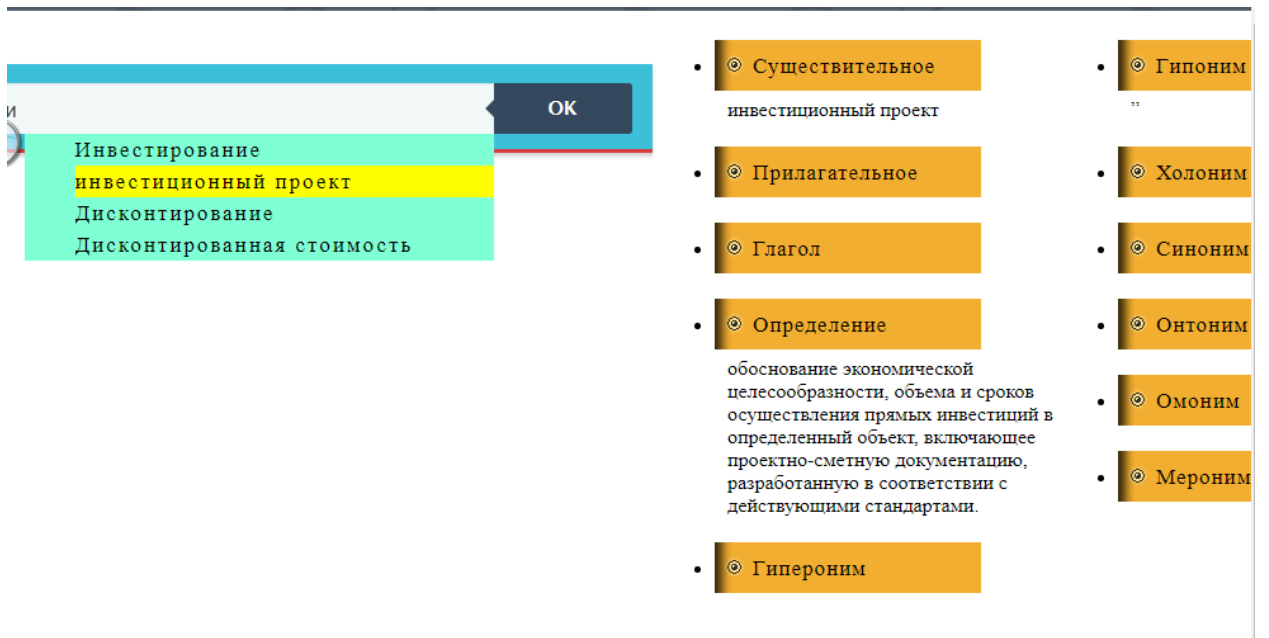 и
OK
Инвестирование
инвестиционный проект
Дисконтирование
Дисконтированная стоимость
Существительное
инвестиционный проект
Прилагательное
Глагол
Определение
обоснование экономической
целесообразности, объема и сроков
осуществления прямых инвестиций в
определенный объект, включающее
проектно-сметную документацию,
разработанную в соответствии с
действующими стандартами.
Гипероним
Гипоним
''
Холоним
Синоним
Онтоним
Омоним
Мероним